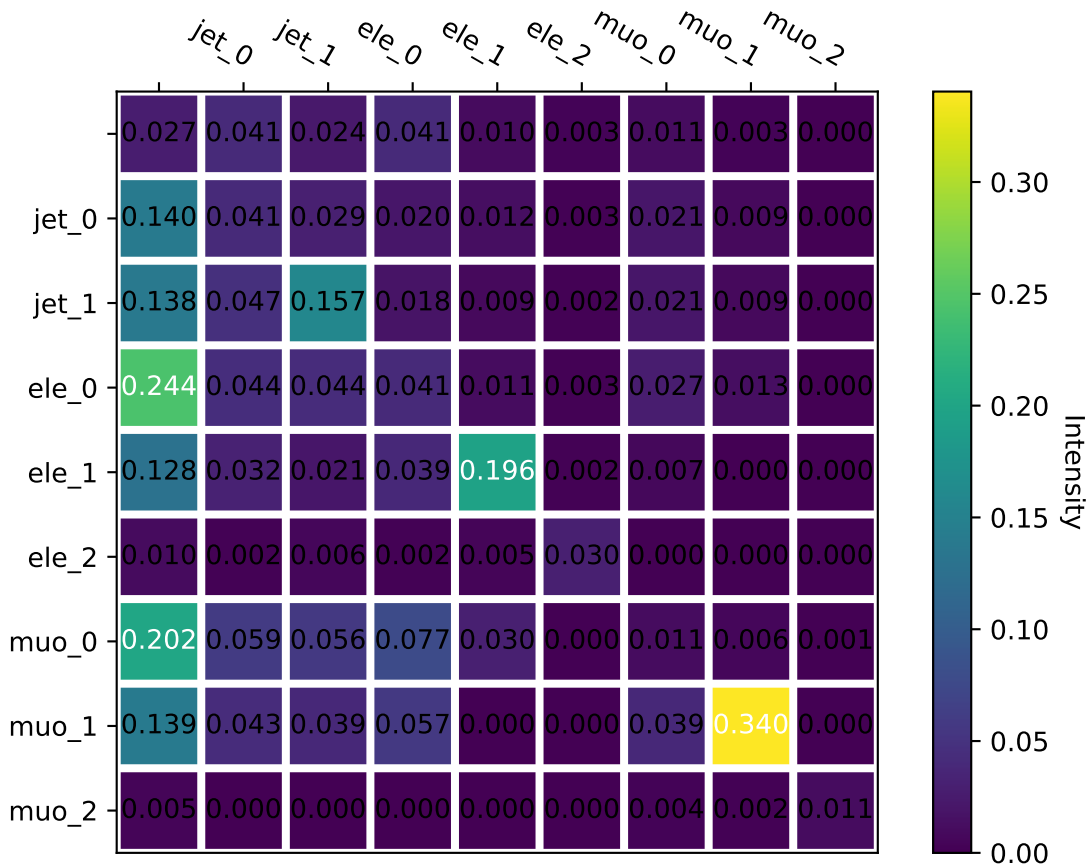 jet_0 jet_1 ele_0 ele_1 ele_2 muo_0 muo_1 muo_2
0.027 0.041 0.024 0.041 0.010 0.003 0.011 0.003 0.000
jet_0 0.140 0.041 0.029 0.020 0.012 0.003 0.021 0.009 0.000
jet_1 0.138 0.047 0.157 0.018 0.009 0.002 0.021 0.009 0.000
ele_0 0.244 0.044 0.044 0.041 0.011 0.003 0.027 0.013 0.000
ele_1 0.128 0.032 0.021 0.039 0.196 0.002 0.007 0.000 0.000
ele_2 0.010 0.002 0.006 0.002 0.005 0.030 0.000 0.000 0.000
muo_0 0.202 0.059 0.056 0.077 0.030 0.000 0.011 0.006 0.001
muo_1 0.139 0.043 0.039 0.057 0.000 0.000 0.039 0.340 0.000
muo_2 0.005 0.000 0.000 0.000 0.000 0.000 0.004 0.002 0.011
0.30
0.25
0.20
0.15
0.10
0.05
0.00
Intensity